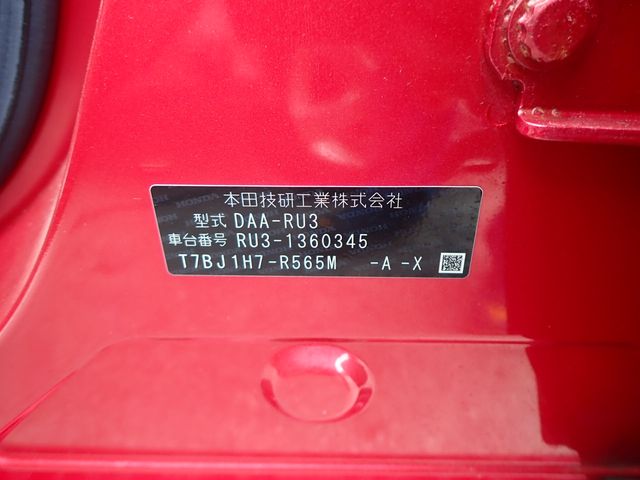 本田技研工業株式会社
型式 DAA-RU3
車台番号 RU3-1360345
T7BJ1H7-R565M -A -X